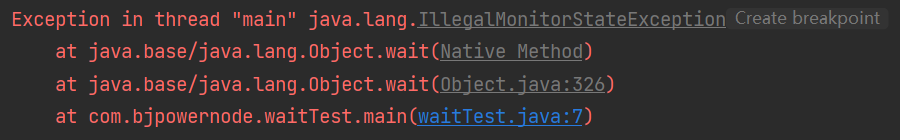 Exception in thread "main" java.lang.IllegalMonitorStateException Create breakpoint
at java.base/java.lang.Object.wait(Native Method)
at java.base/java.lang.Object.wait(Object.java:326)
at com.bjpowernode.waitTest.main(waitTest.java:7)